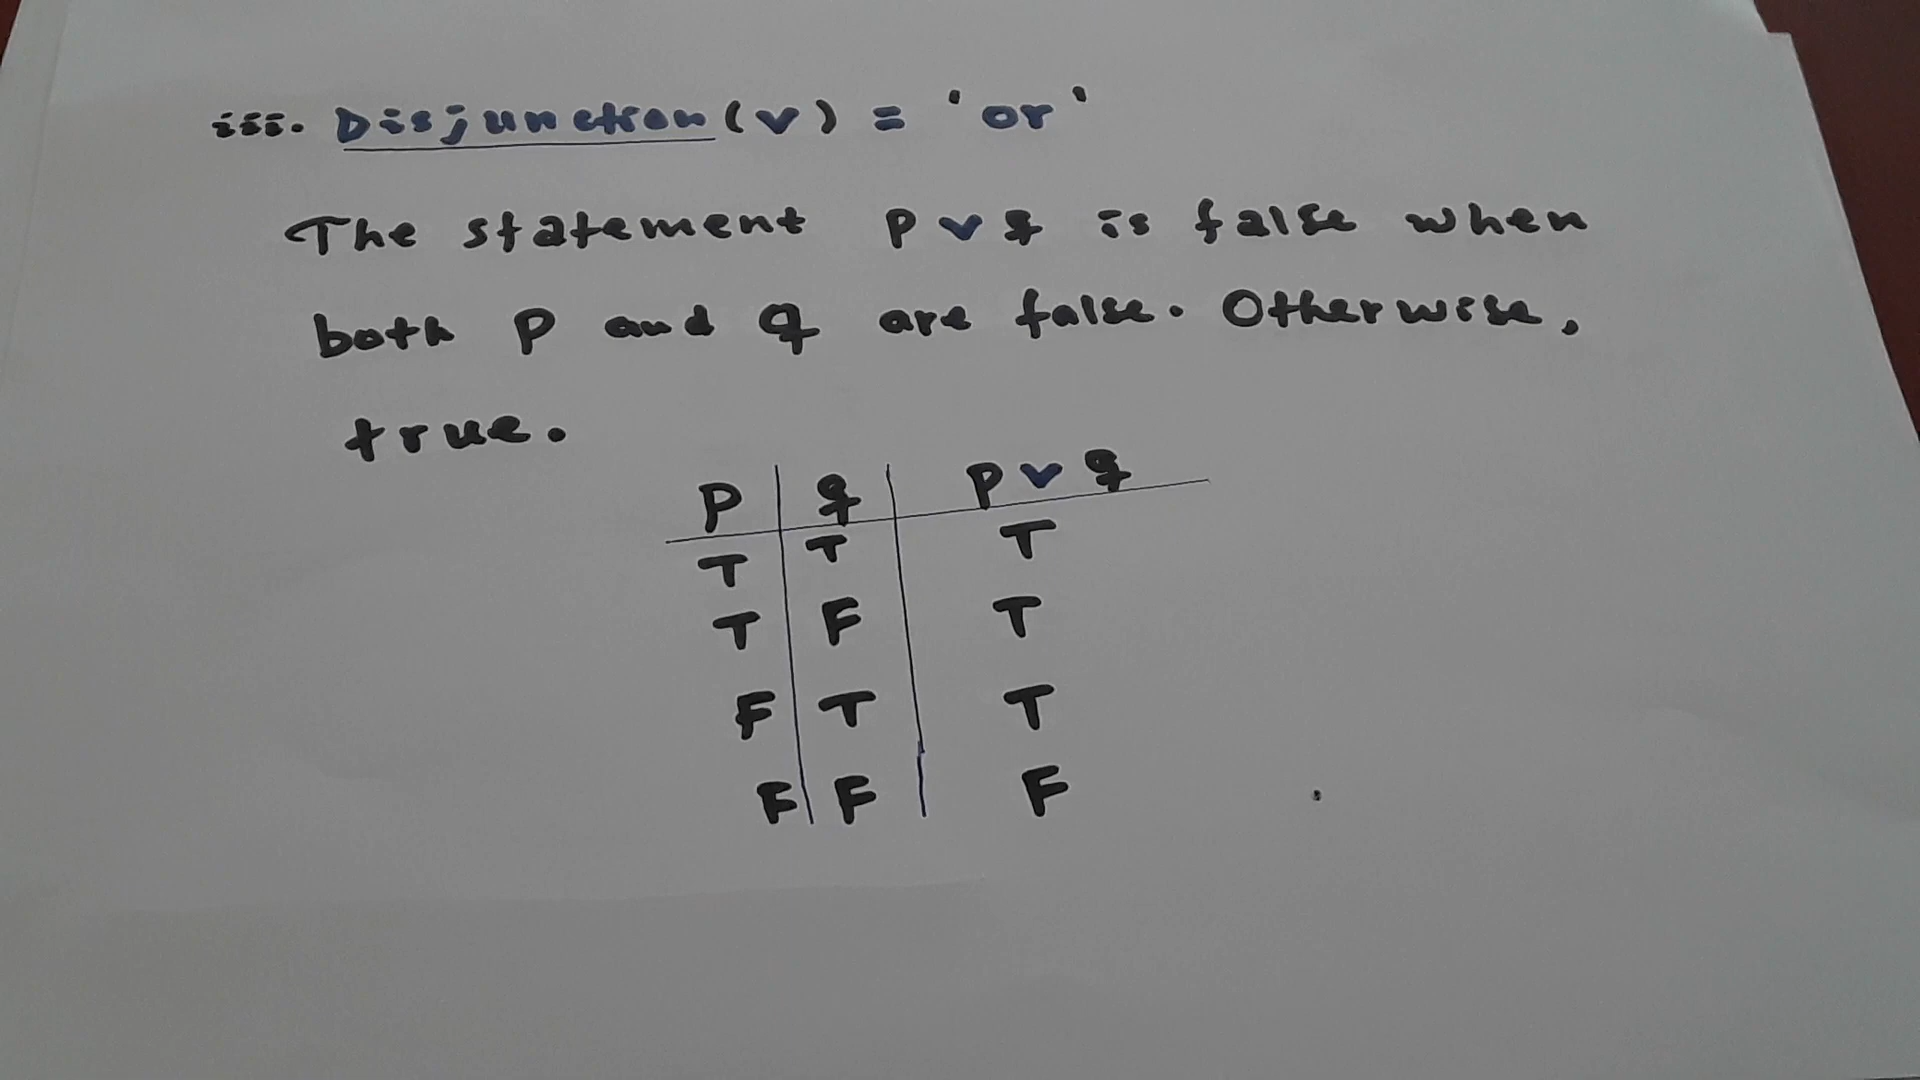 iii. Disjunction (v) = 'or'
The statement p v q is false when
both p and q are false. Otherwise,
true.
p q p v q
T T T
T F T
F T T
F F F